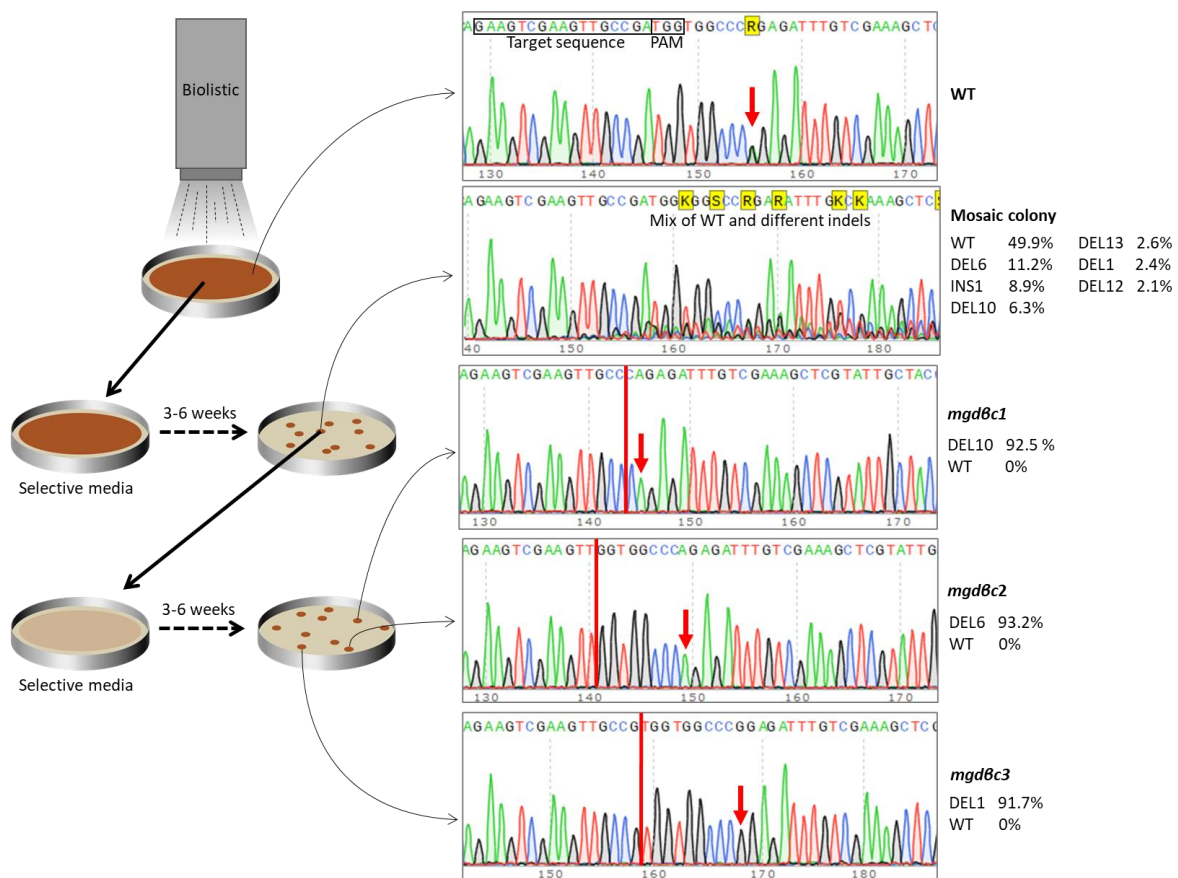 Biolistic
3-6 weeks
Selective media
3-6 weeks
Selective media
AGAAGTCGAAGTTGCCGATGGTGGCCCRGAGATTTGTCGAAAGCTC
Target sequence PAM
130 140 150 160 170
WT
AGAAGTCGAAGTTGCCGATGGKGGSCCRGARATTTGKCKAAAGCTCS
Mix of WT and different indels
40 150 160 170 180
Mosaic colony
WT 49.9% DEL13 2.6%
DEL6 11.2% DEL1 2.4%
INS1 8.9% DEL12 2.1%
DEL10 6.3%
AGAAGTCGAAGTTGCCCAGAGATTTGTCGAAAGCTCGTATTGCTACC
130 140 150 160 170
mgdβc1
DEL10 92.5 %
WT 0%
AGAAGTCGAAGTTGGTGGCCCAGAGATTTGTCGAAAGCTCGTATTG
130 140 150 160 170
mgdβc2
DEL6 93.2%
WT 0%
AGAAGTCGAAGTTGCCGTGGTGGCCCGGAGATTTGTCGAAAGCTCC
150 160 170 180
mgdβc3
DEL1 91.7%
WT 0%